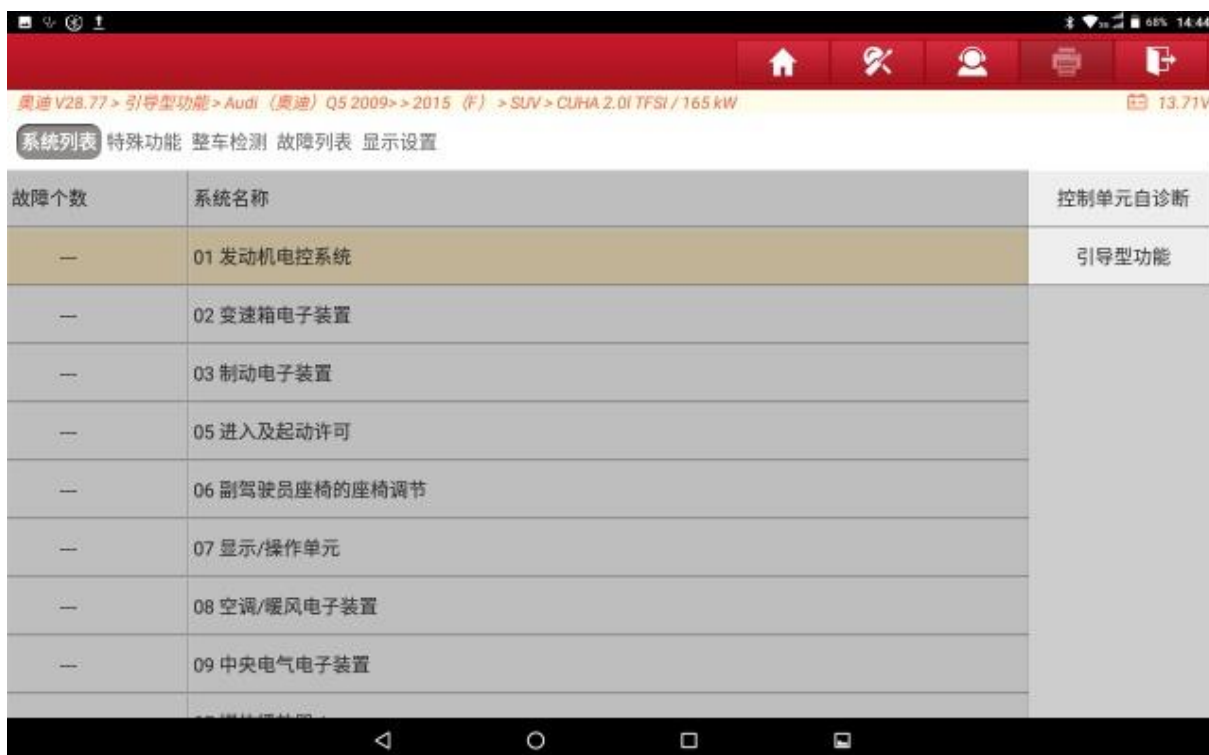 68% 14:44
奥迪 V28.77 > 引导型功能 > Audi（奥迪）Q5 2009> > 2015（F）> SUV > CUHA 2.0l TFSI / 165 kW 13.71V
系统列表 特殊功能 整车检测 故障列表 显示设置
故障个数 系统名称 控制单元自诊断
--- 01 发动机电控系统 引导型功能
--- 02 变速箱电子装置
--- 03 制动电子装置
--- 05 进入及起动许可
--- 06 副驾驶员座椅的座椅调节
--- 07 显示/操作单元
--- 08 空调/暖风电子装置
--- 09 中央电气电子装置